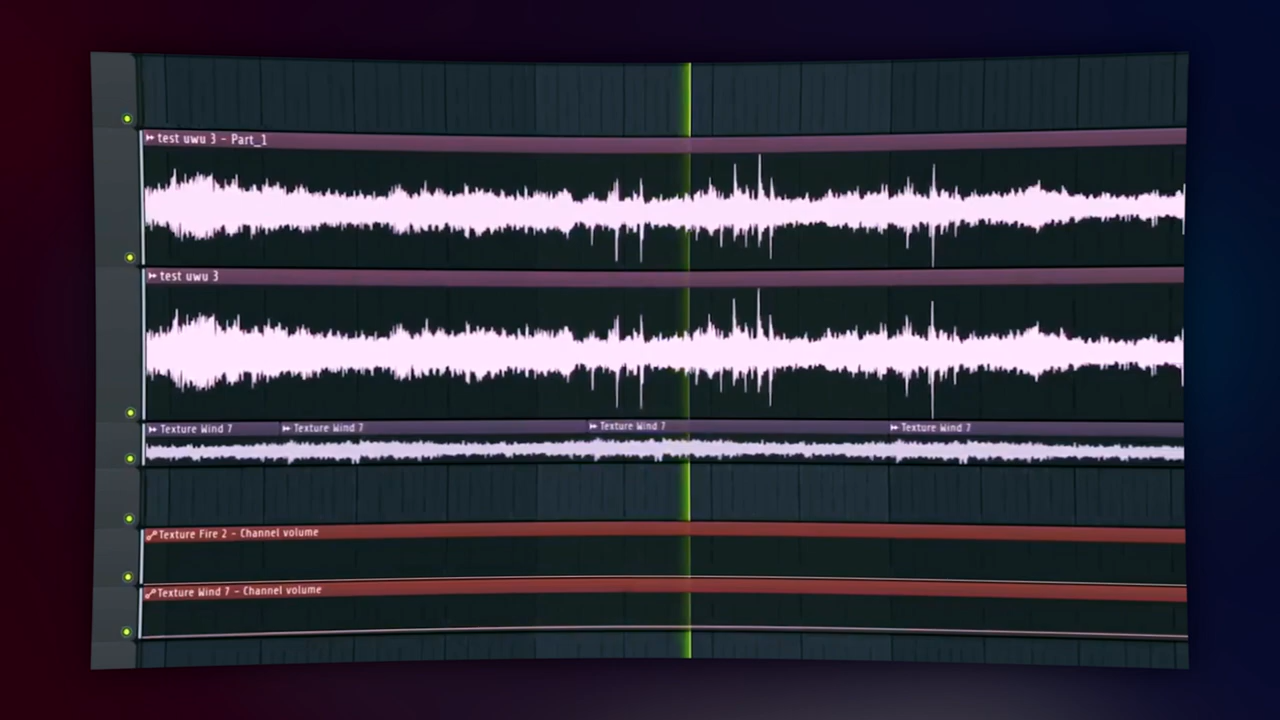 test uwu 3 - Part_1
test uwu 3
Texture Wind 7
Texture Wind 7
Texture Wind 7
Texture Wind 7
Texture Fire 2 - Channel volume
Texture Wind 7 - Channel volume